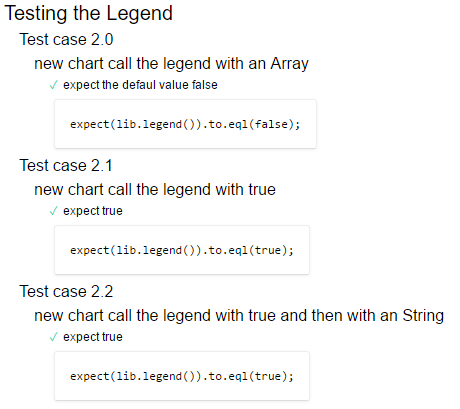 Testing the Legend
Test case 2.0
new chart call the legend with an Array
✓ expect the defaul value false
expect(lib.legend()).to.eql(false);
Test case 2.1
new chart call the legend with true
✓ expect true
expect(lib.legend()).to.eql(true);
Test case 2.2
new chart call the legend with true and then with an String
✓ expect true
expect(lib.legend()).to.eql(true);